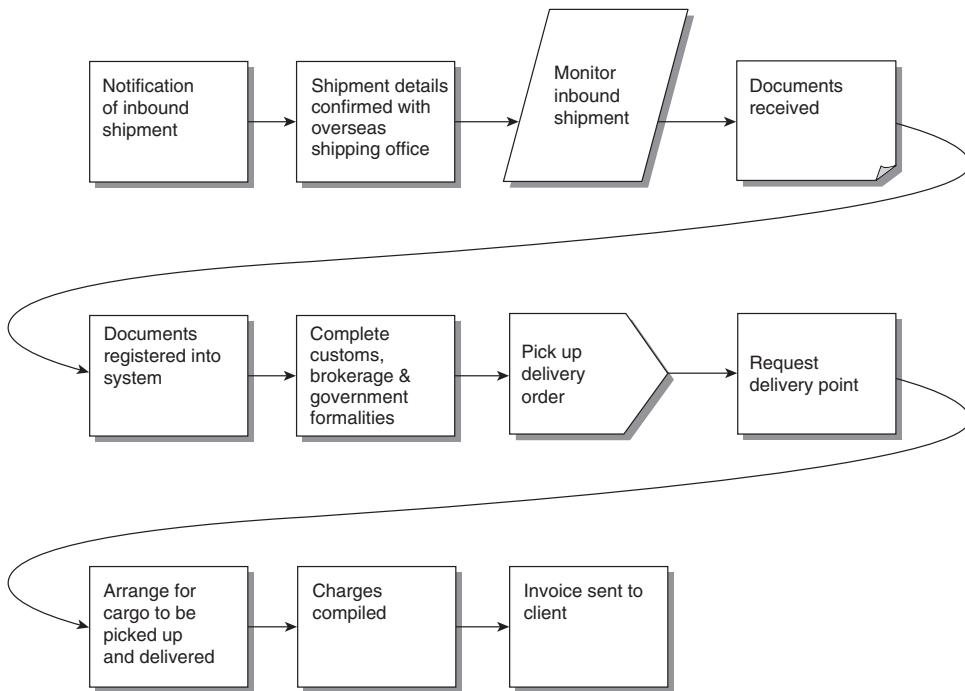 Notification
of inbound
shipment
Shipment details
confirmed with
overseas
shipping office
Monitor
inbound
shipment
Documents
received
Documents
registered into
system
Complete
customs,
brokerage &
government
formalities
Pick up
delivery
order
Request
delivery point
Arrange for
cargo to be
picked up
and delivered
Charges
compiled
Invoice sent to
client